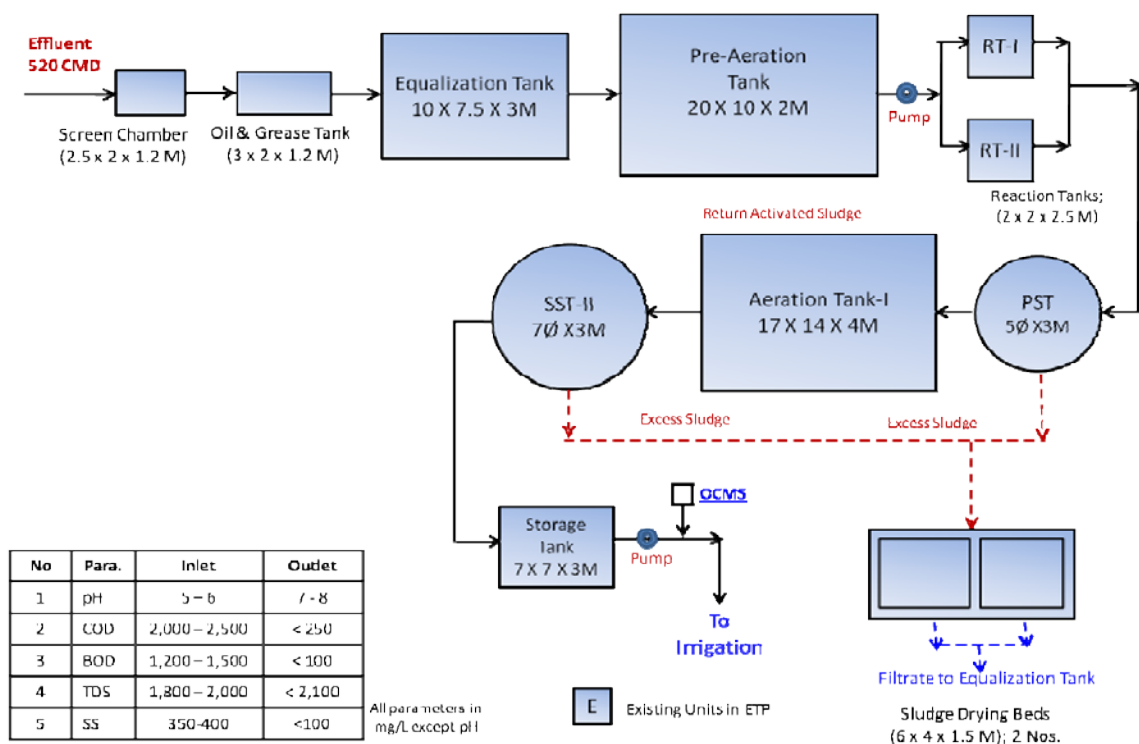 Effluent
520 CMD
Screen Chamber
(2.5 x 2 x 1.2 M)
Oil & Grease Tank
(3 x 2 x 1.2 M)
Equalization Tank
10 X 7.5 X 3M
Pre-Aeration
Tank
20 X 10 X 2M
Pump
RT-I
RT-II
Reaction Tanks;
(2 x 2 x 2.5 M)
Return Activated Sludge
SST-II
7Ø X3M
Aeration Tank-I
17 X 14 X 4M
PST
5Ø X3M
Excess Sludge
Excess Sludge
OCMS
Storage
Tank
7 X 7 X 3M
Pump
To
Irrigation
Filtrate to Equalization Tank
Sludge Drying Beds
(6 x 4 x 1.5 M); 2 Nos.
No Para. Inlet Outlet
1 pH 5 – 6 7 - 8
2 COD 2,000 – 2,500 < 250
3 BOD 1,200 – 1,500 < 100
4 TDS 1,800 – 2,000 < 2,100
5 SS 350-400 <100
All parameters in
mg/L except pH
E Existing Units in ETP